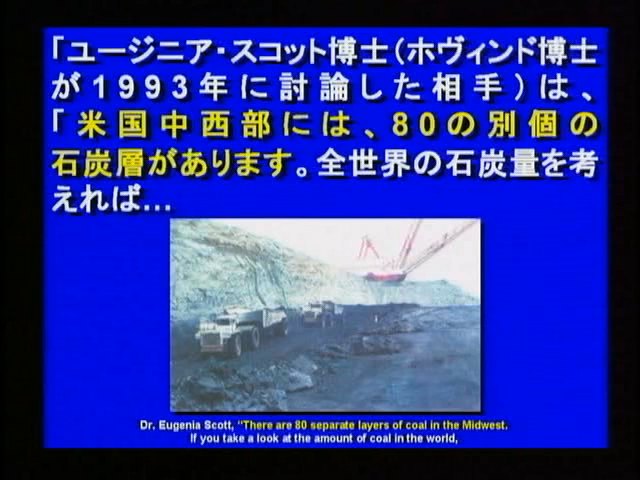 「ユージニア・スコット博士（ホヴィンド博士
が１９９３年に討論した相手）は、
「米国中西部には、８０の別個の
石炭層があります。全世界の石炭量を考
えれば…
Dr. Eugenia Scott, “There are 80 separate layers of coal in the Midwest.
If you take a look at the amount of coal in the world,